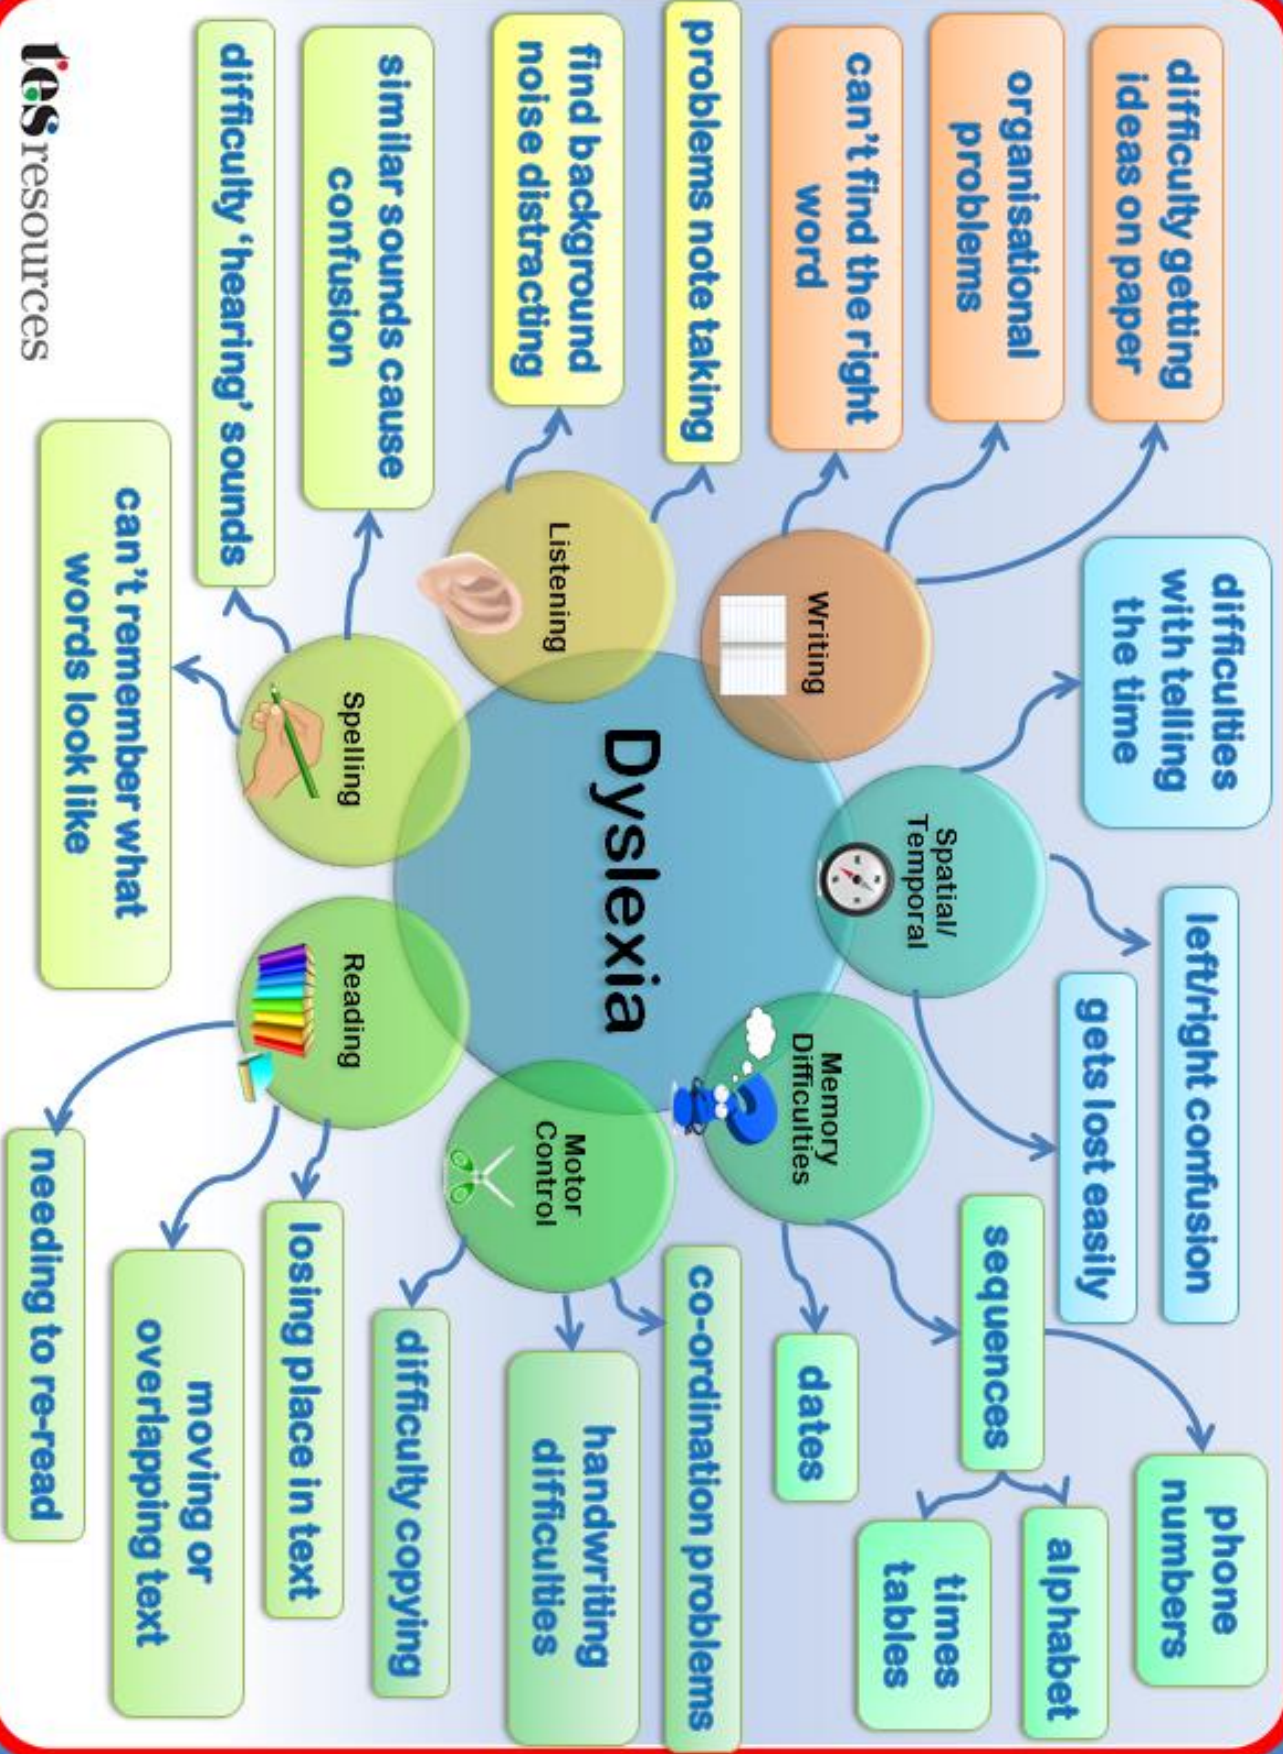 difficulties
with telling
the time
left/right confusion
gets lost easily
difficulty getting
ideas on paper
organisational
problems
can't find the right
word
Writing
Spatial/
Temporal
Memory
Difficulties
sequences
phone
numbers
alphabet
times
tables
dates
problems note taking
find background
noise distracting
Listening
Dyslexia
Motor
Control
co-ordination problems
handwriting
difficulties
difficulty copying
similar sounds cause
confusion
difficulty 'hearing' sounds
can't remember what
words look like
Spelling
Reading
losing place in text
moving or
overlapping text
needing to re-read
tes resources